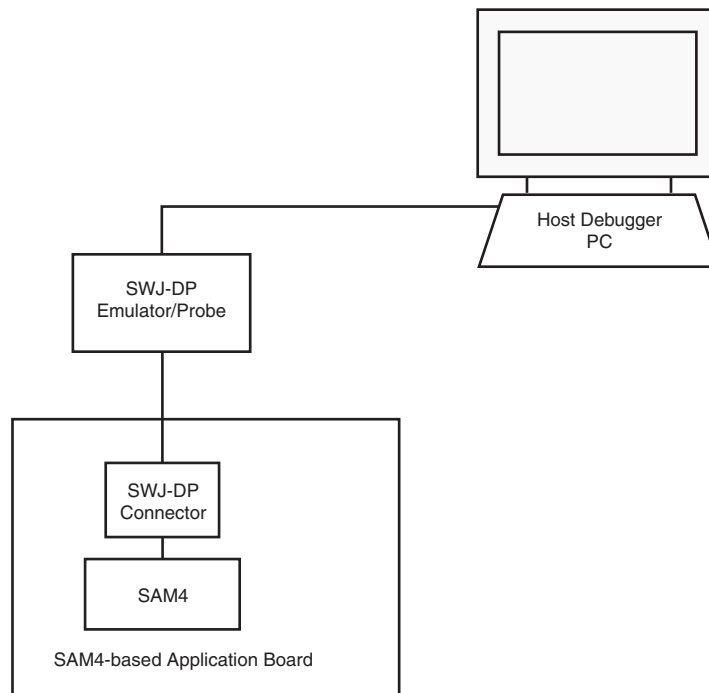 Host Debugger
PC
SWJ-DP
Emulator/Probe
SWJ-DP
Connector
SAM4
SAM4-based Application Board